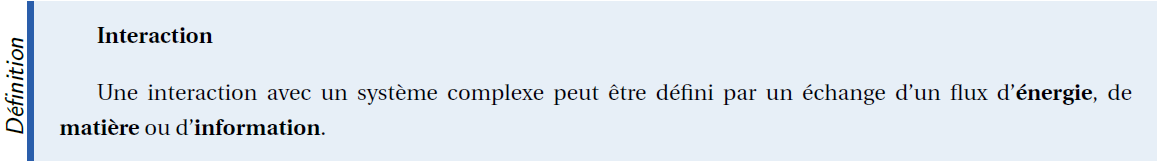 Définition
Interaction
Une interaction avec un système complexe peut être défini par un échange d'un flux d'énergie, de
matière ou d'information.